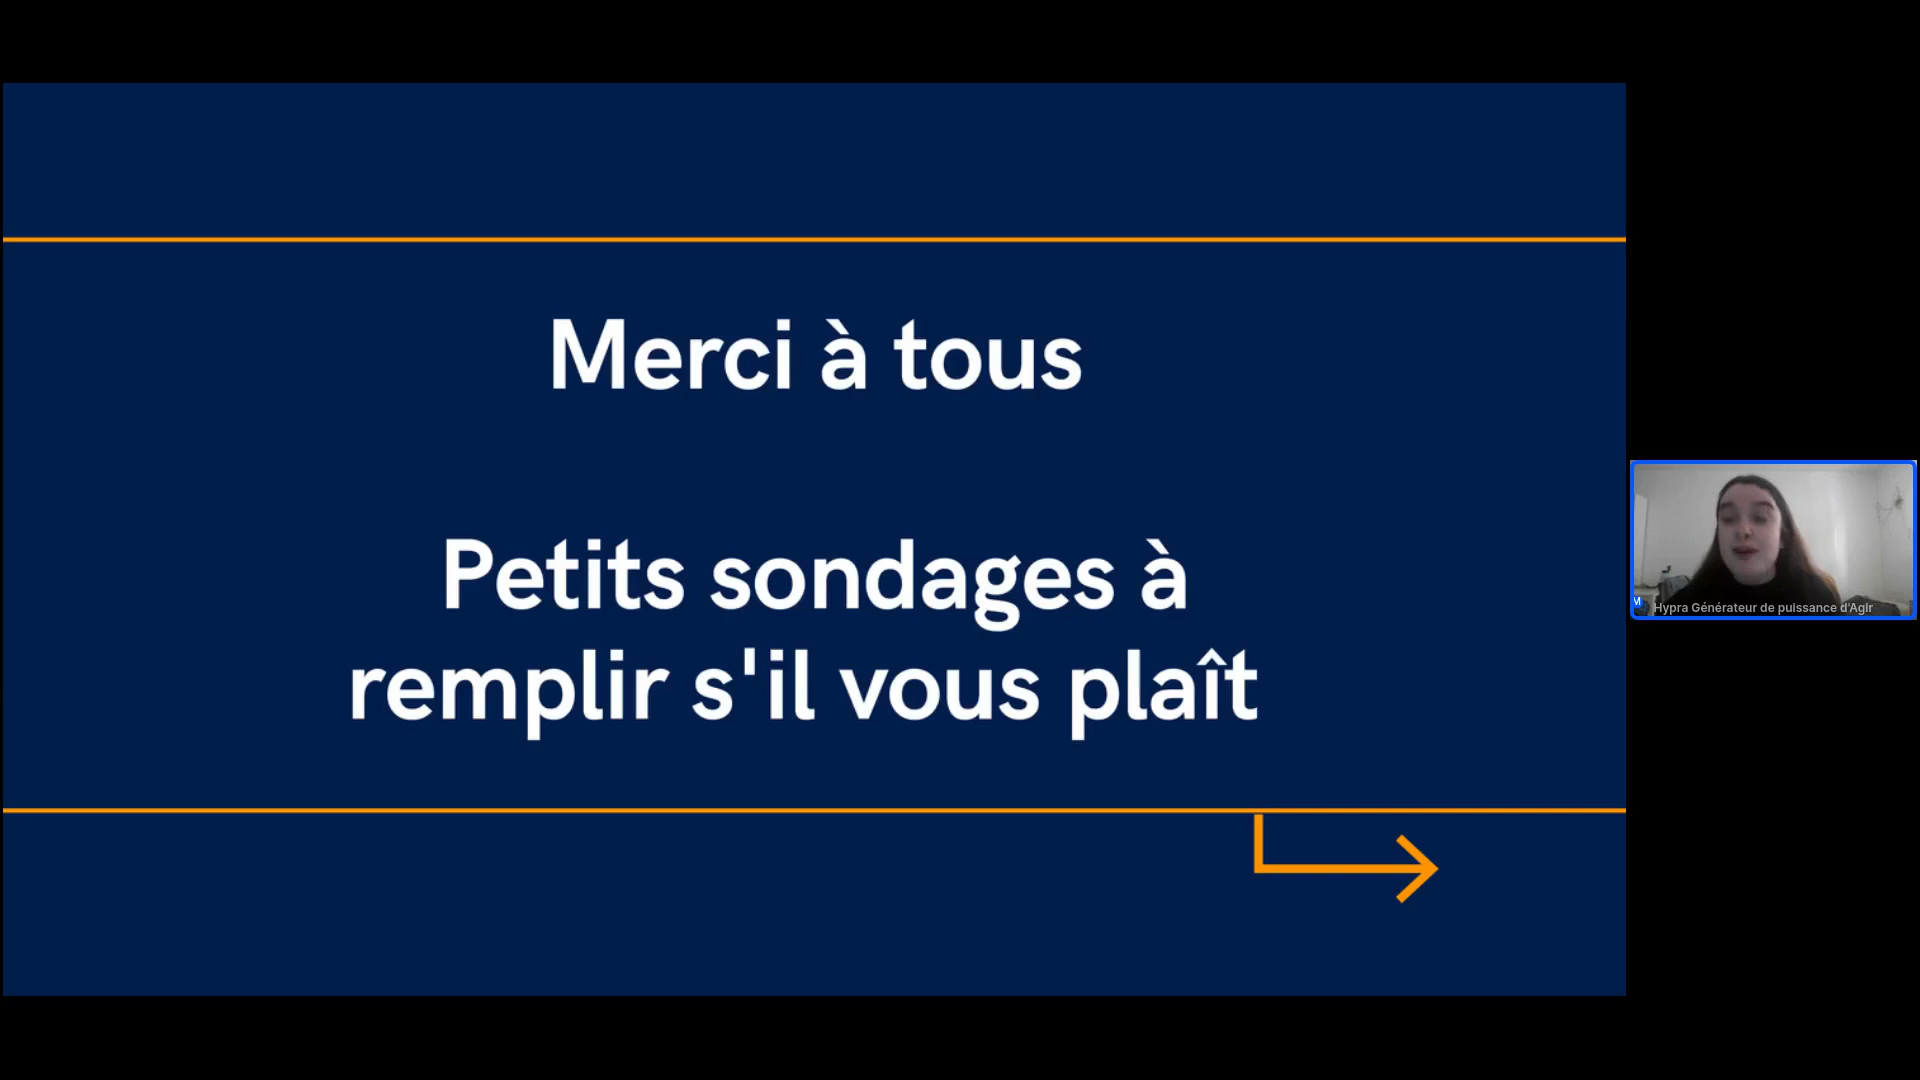 Merci à tous
Petits sondages à
remplir s'il vous plaît
M
Hypra Générateur de puissance d'Agir